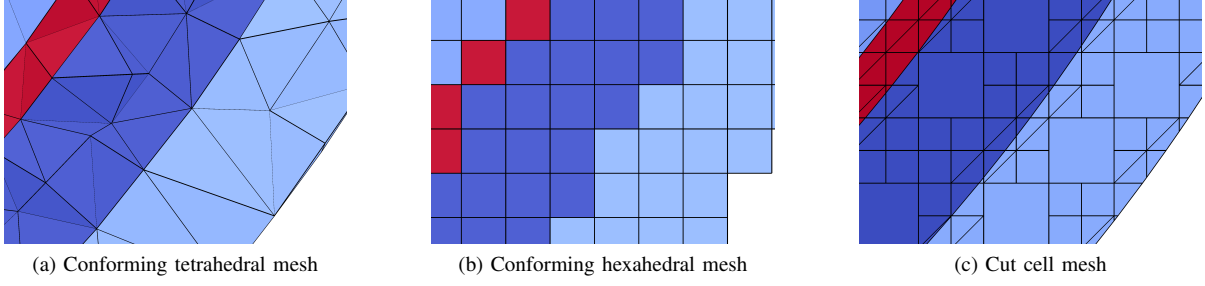 (a) Conforming tetrahedral mesh
(b) Conforming hexahedral mesh
(c) Cut cell mesh